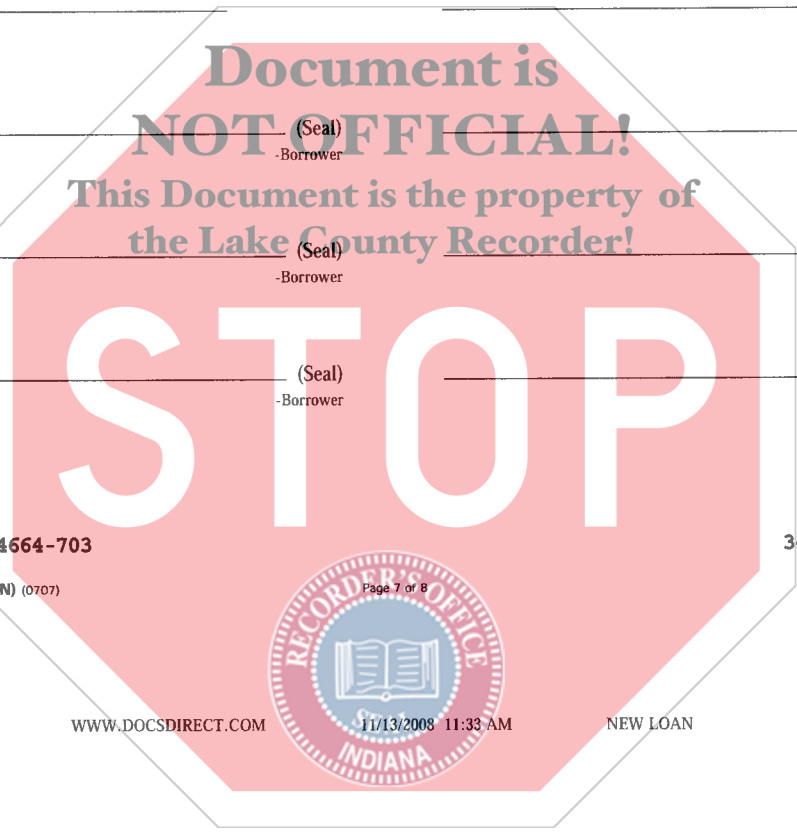 Document is
NOT OFFICIAL!
(Seal)
-Borrower
This Document is the property of
the Lake County Recorder!
(Seal)
-Borrower
STOP
(Seal)
-Borrower
4664-703
3
N) (0707)
Page 7 of 8
RECORDER'S OFFICE
SEAL
INDIANA
WWW.DOCSDIRECT.COM
11/13/2008 11:33 AM
NEW LOAN